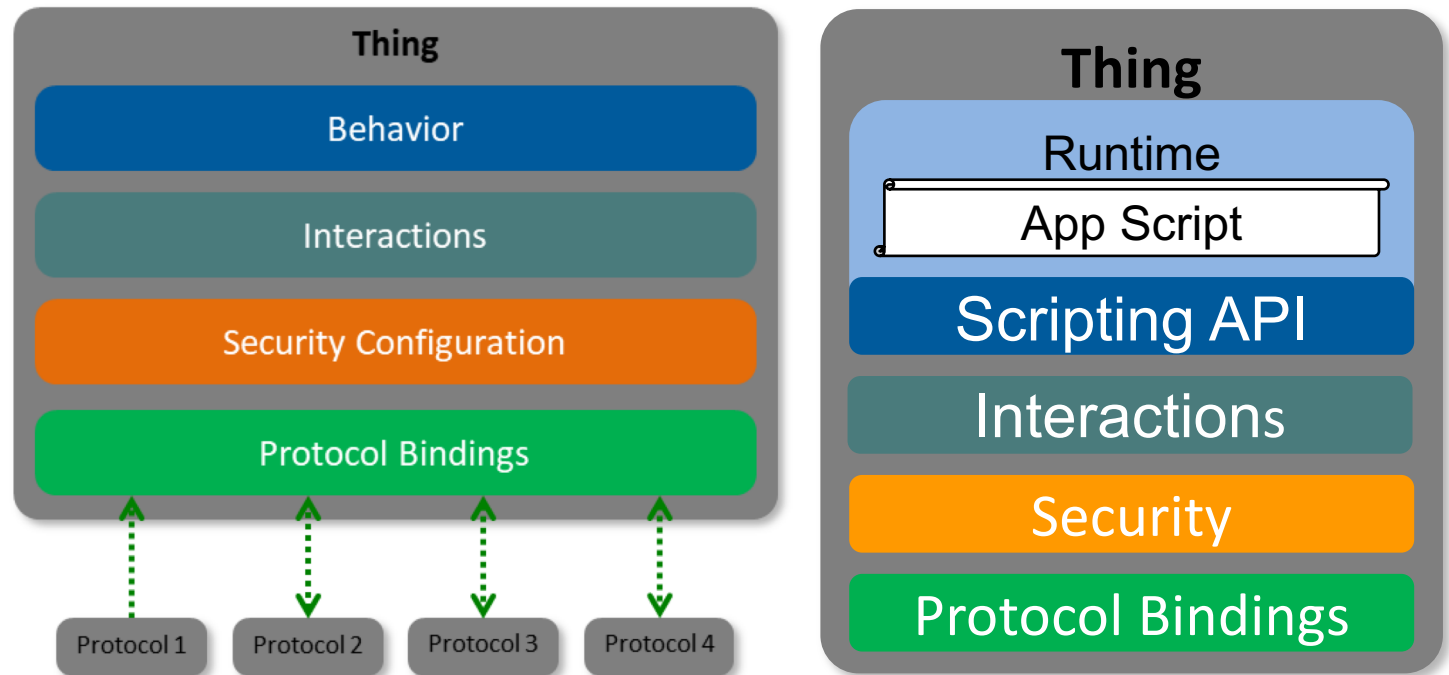 Thing
Behavior
Interactions
Security Configuration
Protocol Bindings
Protocol 1
Protocol 2
Protocol 3
Protocol 4
Thing
Runtime
App Script
Scripting API
Interactions
Security
Protocol Bindings